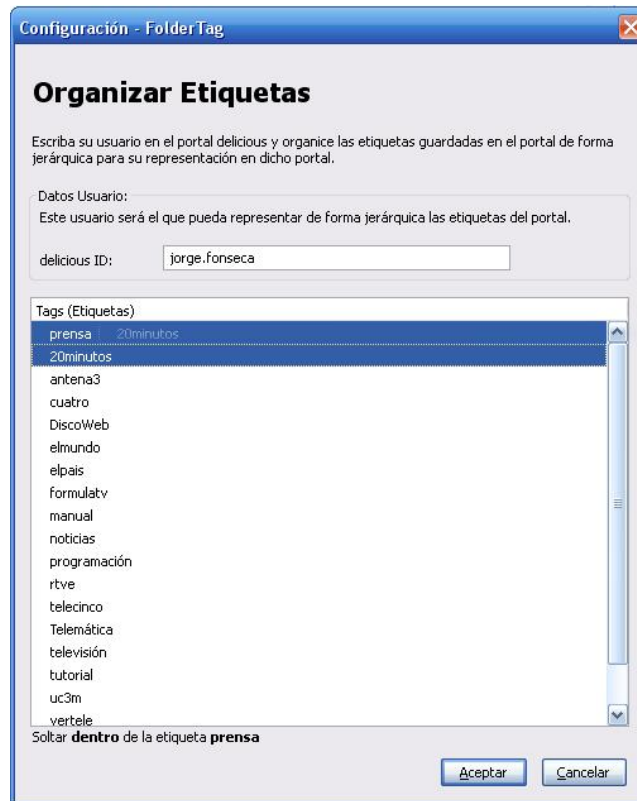 Configuración - FolderTag
Organizar Etiquetas
Escriba su usuario en el portal delicious y organice las etiquetas guardadas en el portal de forma
jerárquica para su representación en dicho portal.
Datos Usuario:
Este usuario será el que pueda representar de forma jerárquica las etiquetas del portal.
delicious ID: jorge.fonseca
Tags (Etiquetas)
prensa 20minutos
20minutos
antena3
cuatro
DiscoWeb
elmundo
elpais
formulatv
manual
noticias
programación
rtve
telecinco
Telemática
televisión
tutorial
uc3m
vertele
Soltar dentro de la etiqueta prensa
Aceptar Cancelar